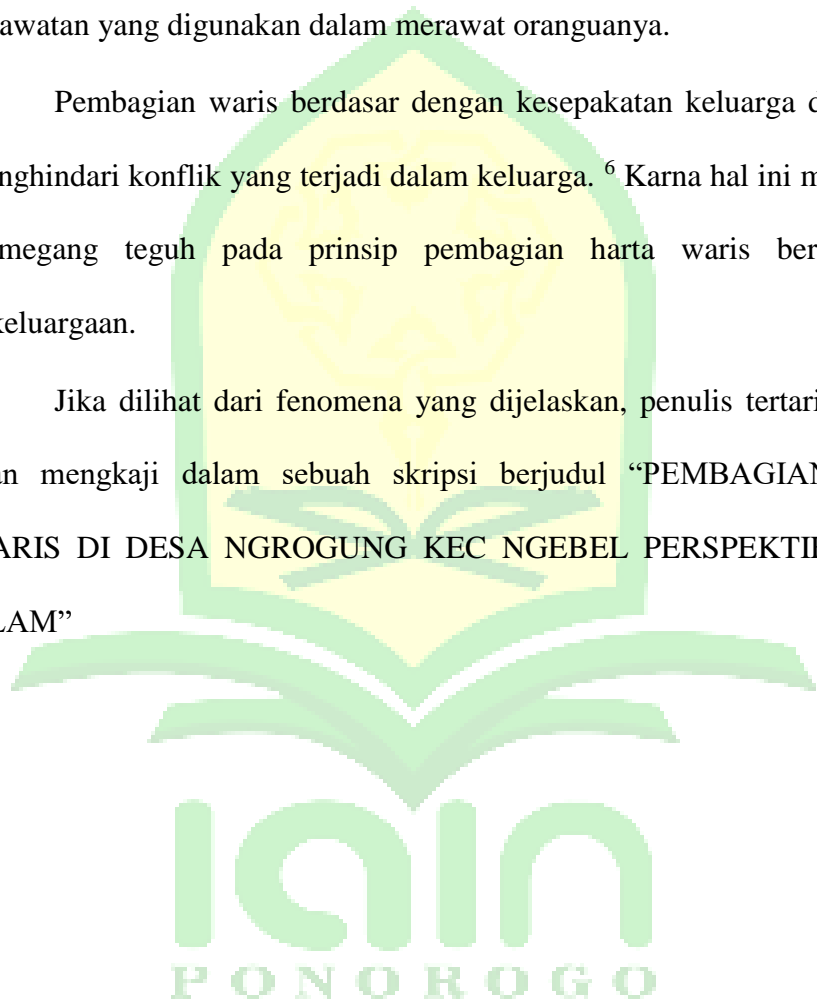 awatan yang digunakan dalam merawat oranguanya.
Pembagian waris berdasar dengan kesepakatan keluarga d
nghindari konflik yang terjadi dalam keluarga. ⁶ Karna hal ini m
megang teguh pada prinsip pembagian harta waris ber
keluargaan.
Jika dilihat dari fenomena yang dijelaskan, penulis tertari
an mengkaji dalam sebuah skripsi berjudul “PEMBAGIAN
ARIS DI DESA NGROGUNG KEC NGEBEL PERSPEKTIF
LAM”
iain
PONOROGO